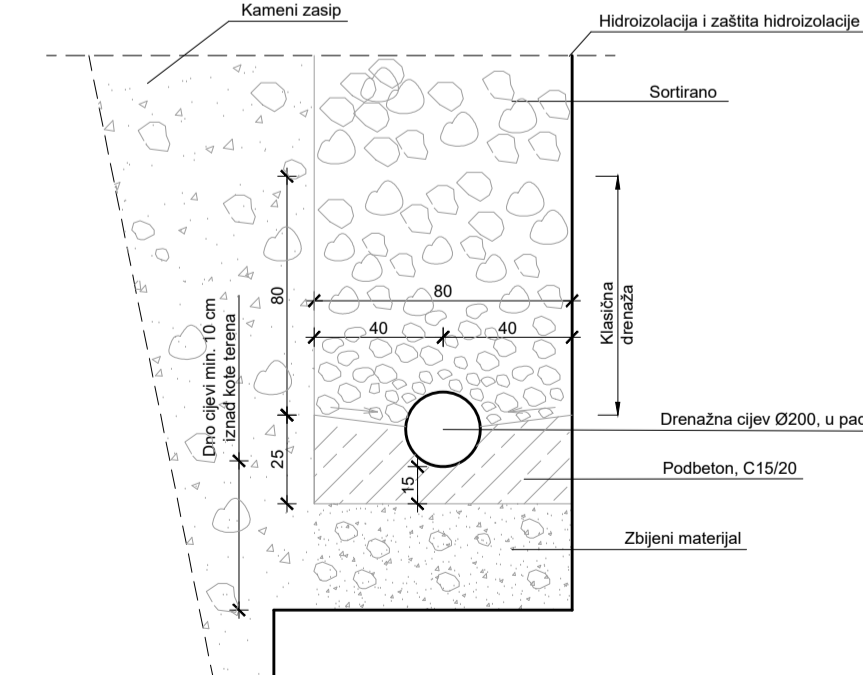 Kameni zasip
Hidroizolacija i zaštita hidroizolacije
Sortirano
80
80
40
40
Klasična
drenaža
Dno cijevi min. 10 cm
iznad kote terena
Drenažna cijev Ø200, u
25
15
Podbeton, C15/20
Zbijeni materijal